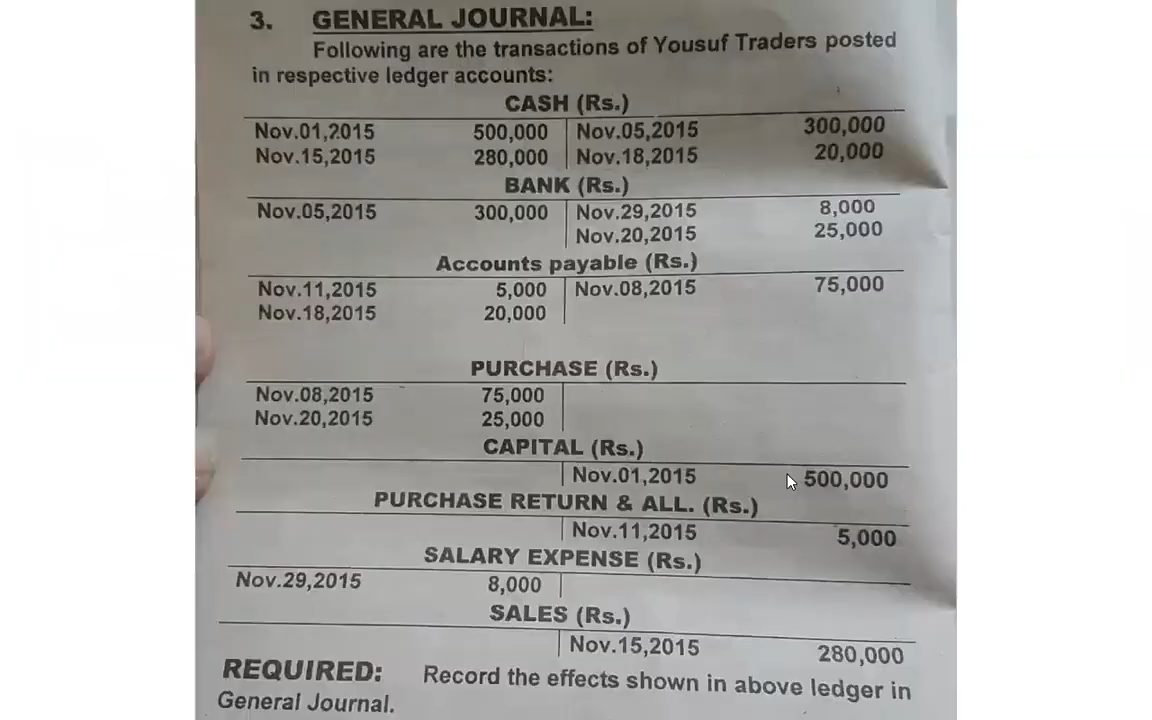 3. GENERAL JOURNAL:
Following are the transactions of Yousuf Traders posted
in respective ledger accounts:
CASH (Rs.)
Nov.01,2015 500,000 Nov.05,2015 300,000
Nov.15,2015 280,000 Nov.18,2015 20,000
BANK (Rs.)
Nov.05,2015 300,000 Nov.29,2015 8,000
Nov.20,2015 25,000
Accounts payable (Rs.)
Nov.11,2015 5,000 Nov.08,2015 75,000
Nov.18,2015 20,000
PURCHASE (Rs.)
Nov.08,2015 75,000
Nov.20,2015 25,000
CAPITAL (Rs.)
Nov.01,2015 500,000
PURCHASE RETURN & ALL. (Rs.)
Nov.11,2015 5,000
SALARY EXPENSE (Rs.)
Nov.29,2015 8,000
SALES (Rs.)
Nov.15,2015 280,000
REQUIRED: Record the effects shown in above ledger in
General Journal.